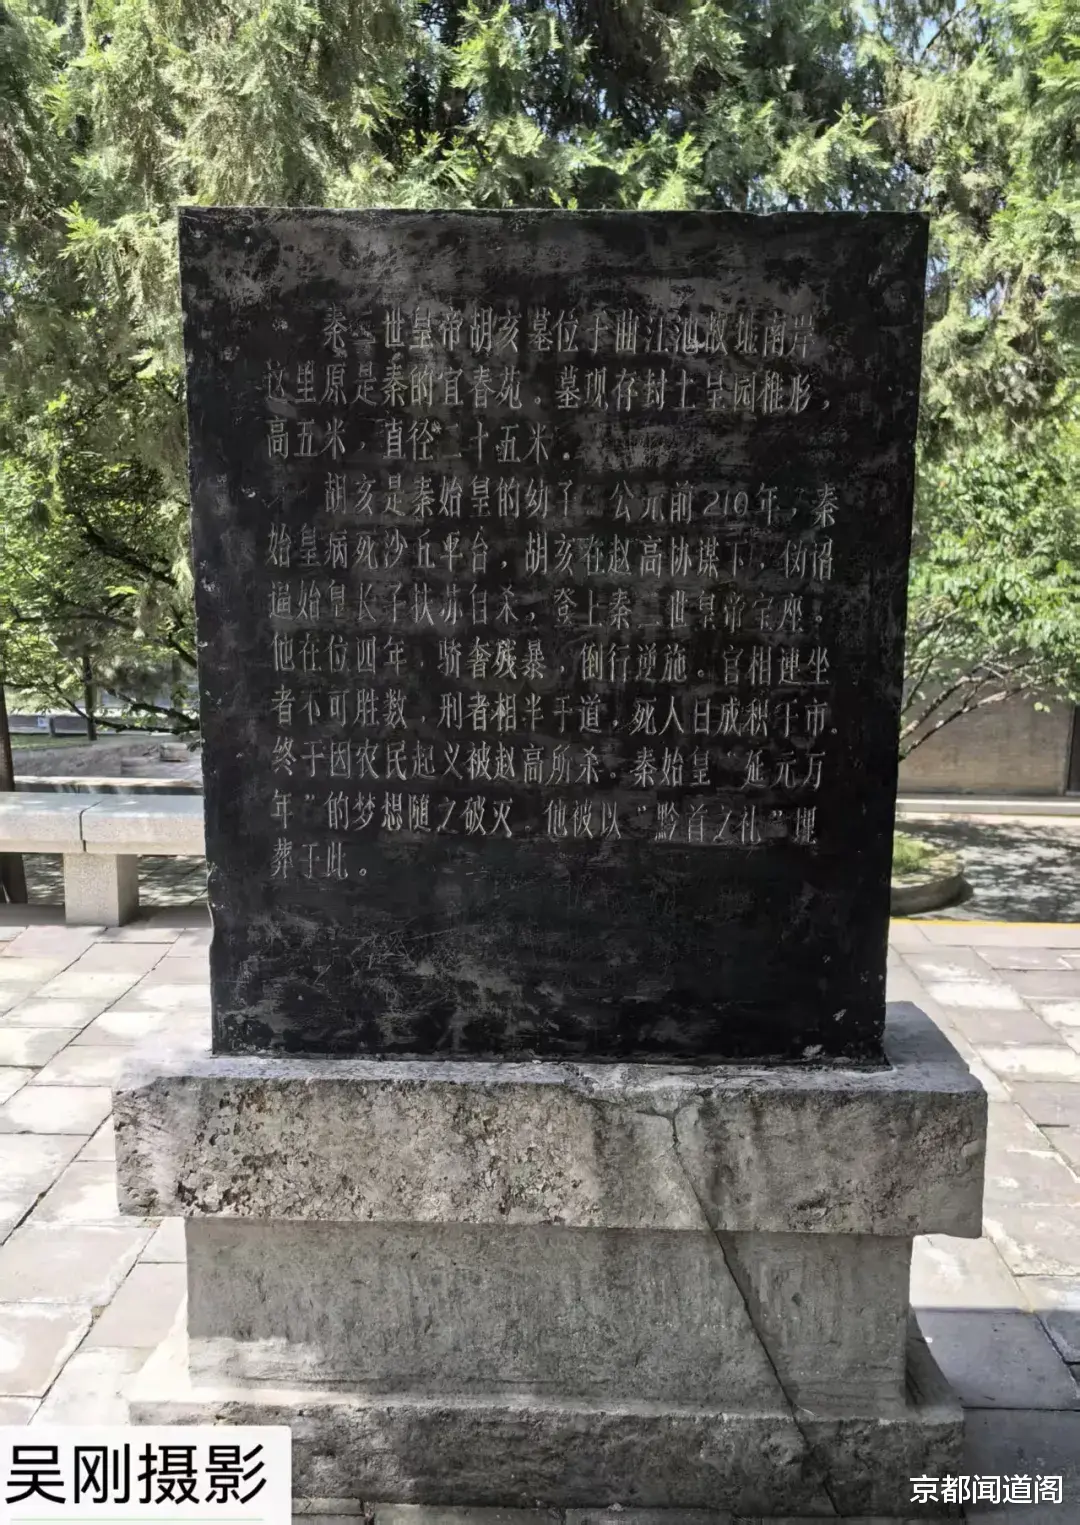 秦二世皇帝胡亥墓位于曲江池故址南岸
这里原是秦的宜春苑。墓现存封土呈园椎形,
高五米,直径二十五米.
胡亥是秦始皇的幼子.公元前210年,秦
始皇病死沙丘平台,胡亥在赵高协谋下,伪诏
逼始皇长子扶苏自杀,登上秦二世皇帝宝座。
他在位四年,骄奢残暴,倒行逆施。官相連坐
者不可胜数,刑者相半于道,死人日成积于市.
终于因农民起义被赵高所杀.秦始皇"延元万
年"的梦想随之破灭.他被以"黔首之礼"埋
葬于此。
吴刚摄影
京都闻道阁